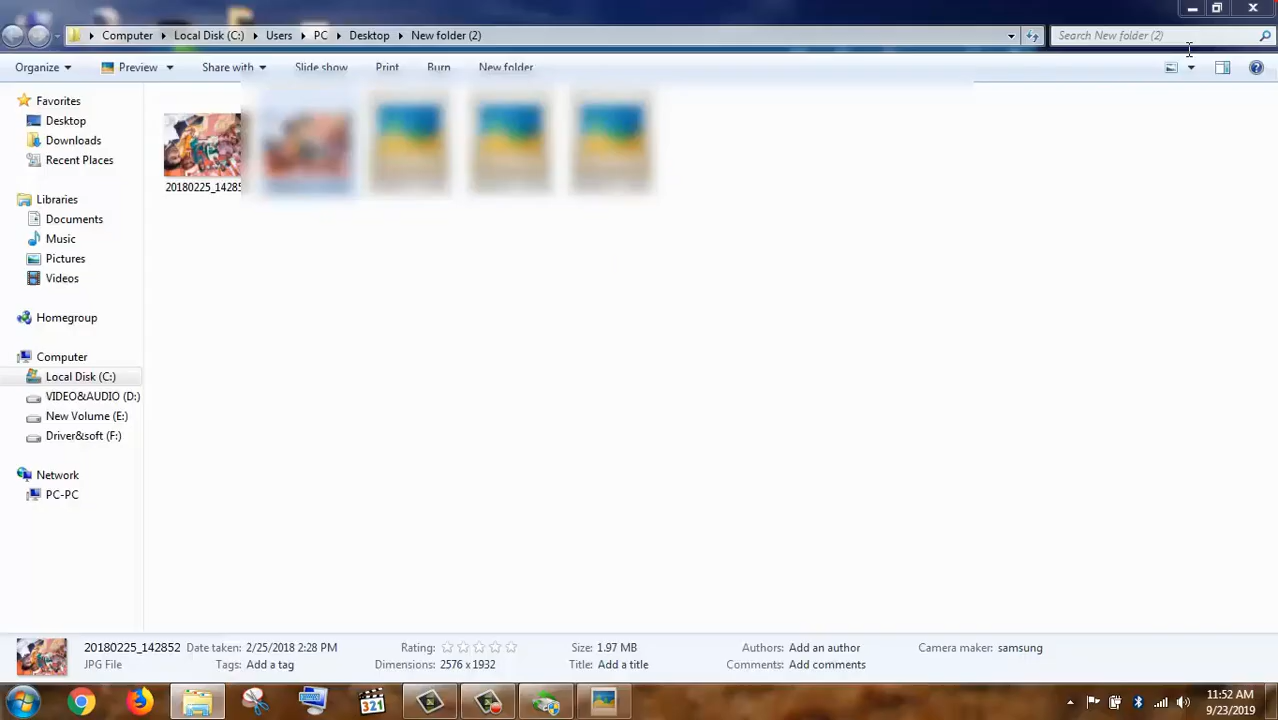 Computer Local Disk (C:) Users PC Desktop New folder (2) Search New folder (2)
Organize Preview Share with Slide show Print Burn New folder
Favorites
Desktop
Downloads
Recent Places
20180225_14285
Libraries
Documents
Music
Pictures
Videos
Homegroup
Computer
Local Disk (C:)
VIDEO&AUDIO (D:)
New Volume (E:)
Driver&soft (F:)
Network
PC-PC
20180225_142852 Date taken: 2/25/2018 2:28 PM Rating: Size: 1.97 MB Authors: Add an author Camera maker: samsung
JPG File Tags: Add a tag Dimensions: 2576 x 1932 Title: Add a title Comments: Add comments
321
11:52 AM
9/23/2019